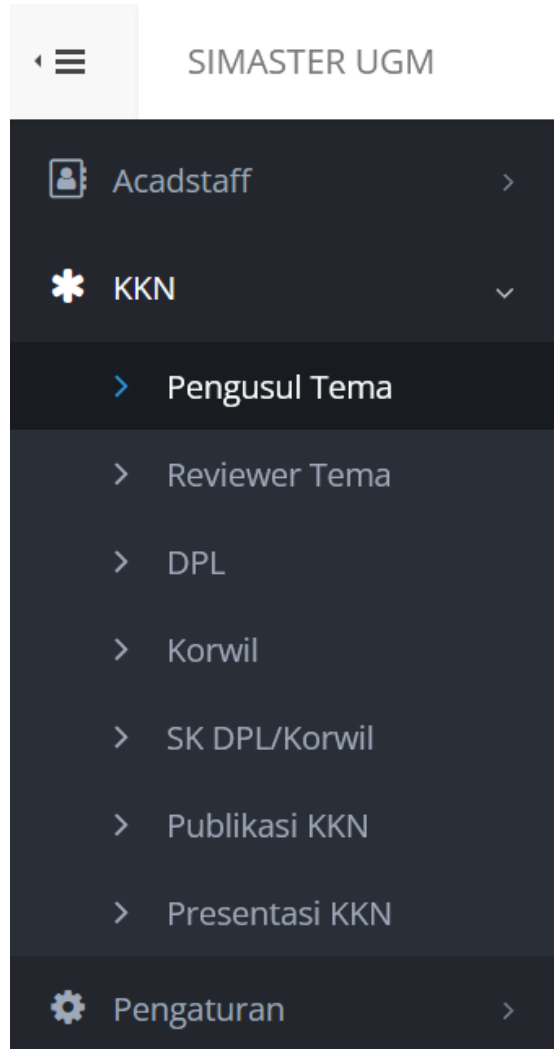 SIMASTER UGM
Acadstaff
KKN
Pengusul Tema
Reviewer Tema
DPL
Korwil
SK DPL/Korwil
Publikasi KKN
Presentasi KKN
Pengaturan